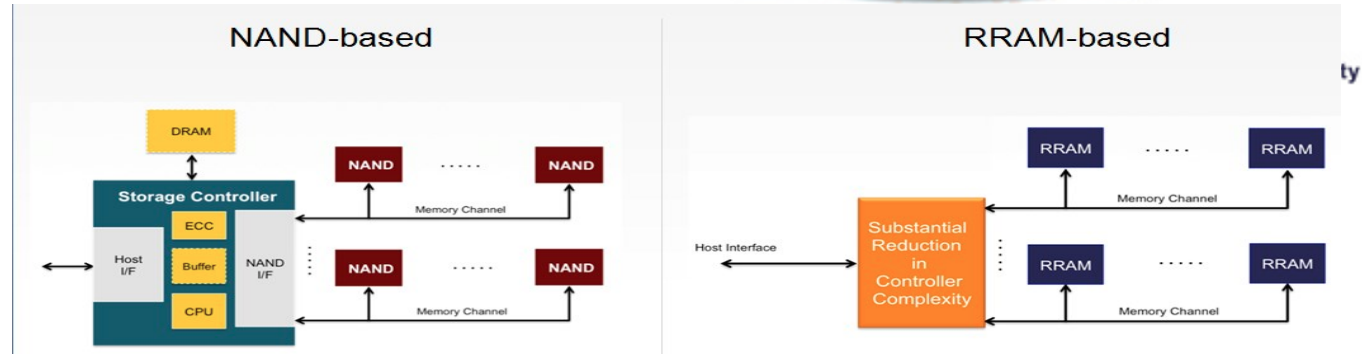 NAND-based
DRAM
Storage Controller
ECC
Host
I/F
Buffer
NAND
I/F
CPU
NAND
. . . . .
NAND
Memory Channel
NAND
. . . . .
NAND
Memory Channel
RRAM-based
ty
Host Interface
Substantial
Reduction
in
Controller
Complexity
RRAM
. . . . .
RRAM
Memory Channel
RRAM
. . . . .
RRAM
Memory Channel